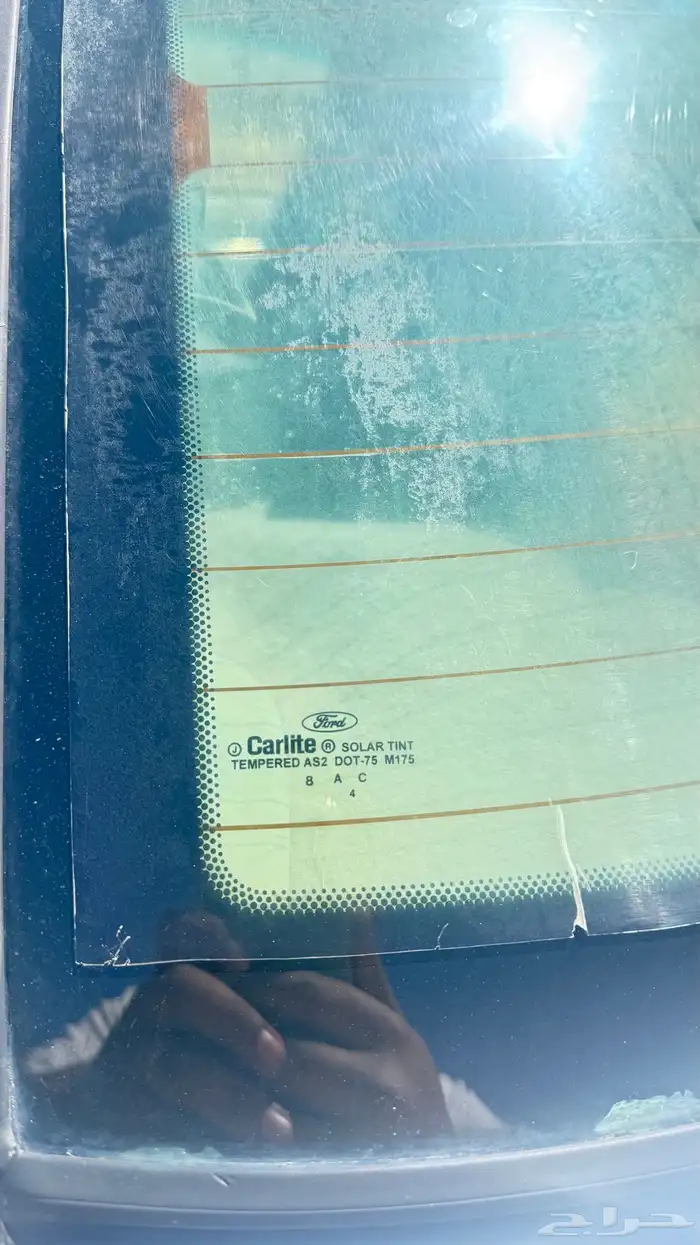 Ford
J Carlite ® SOLAR TINT
TEMPERED AS2 DOT-75 M175
8 A C
4
حراج